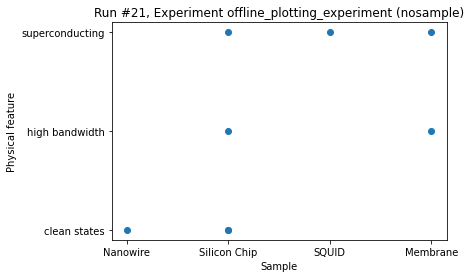 Run #21, Experiment offline_plotting_experiment (nosample)
superconducting
high bandwidth
clean states
Physical feature
Nanowire
Silicon Chip
SQUID
Membrane
Sample